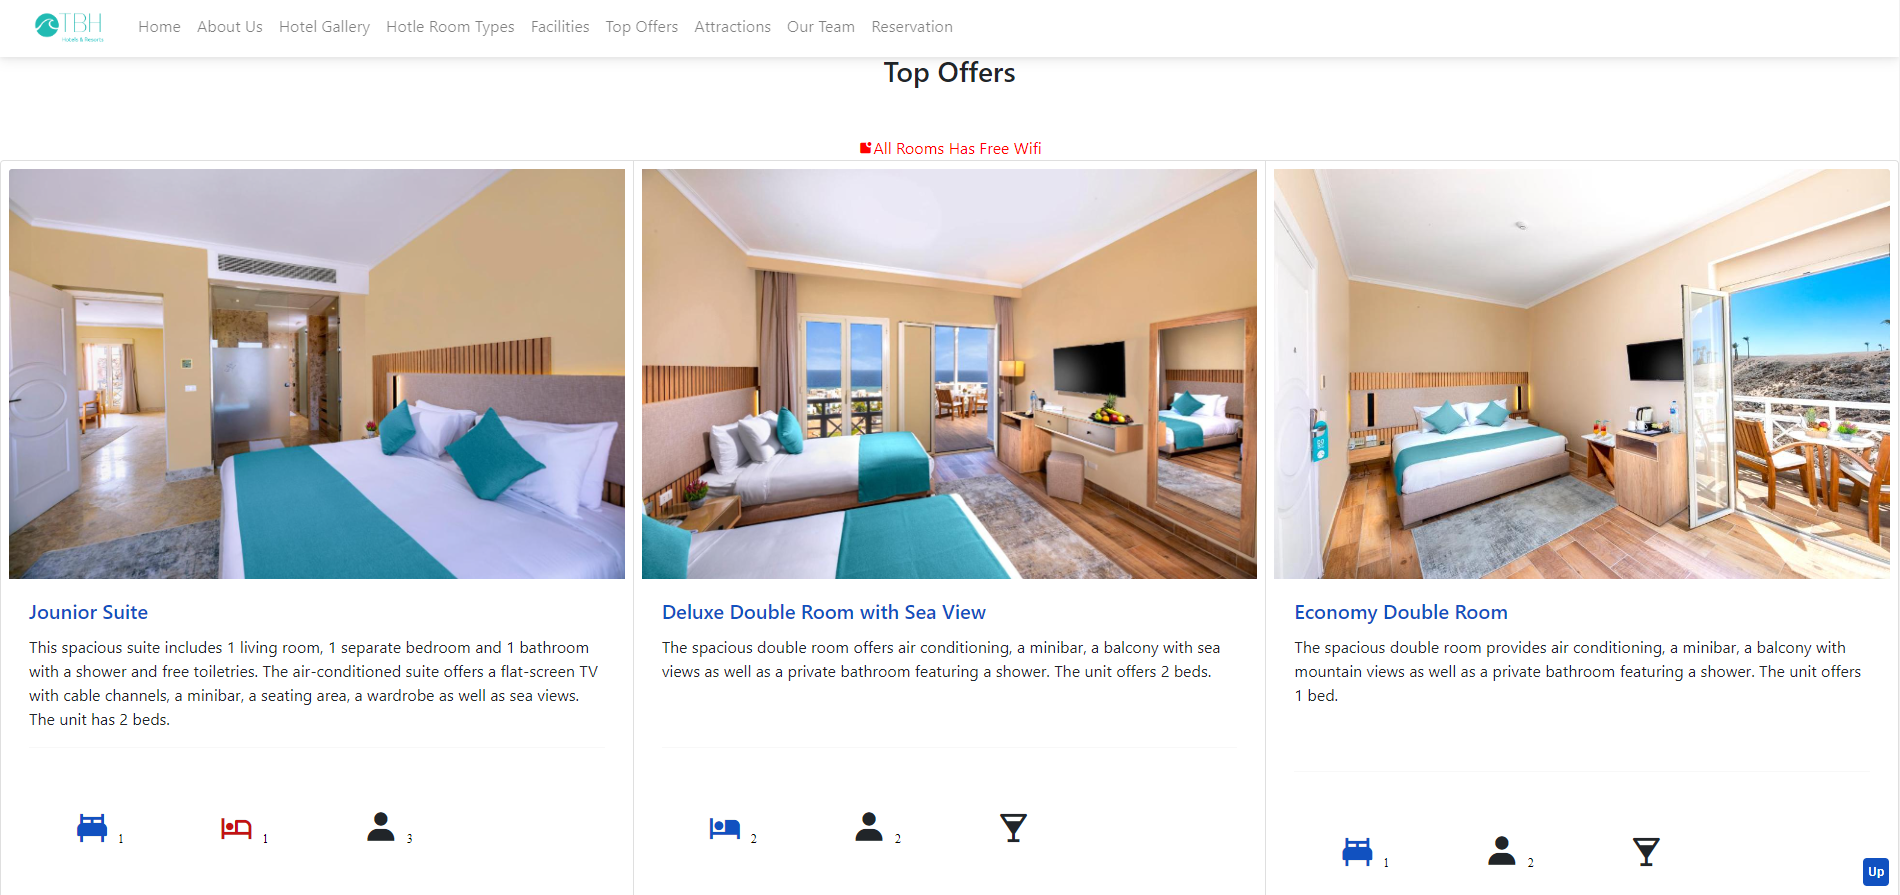 TBH
Hotels & Resorts
Home About Us Hotel Gallery Hotle Room Types Facilities Top Offers Attractions Our Team Reservation
Top Offers
All Rooms Has Free Wifi
Jounior Suite
This spacious suite includes 1 living room, 1 separate bedroom and 1 bathroom
with a shower and free toiletries. The air-conditioned suite offers a flat-screen TV
with cable channels, a minibar, a seating area, a wardrobe as well as sea views.
The unit has 2 beds.
1 1 3
Deluxe Double Room with Sea View
The spacious double room offers air conditioning, a minibar, a balcony with sea
views as well as a private bathroom featuring a shower. The unit offers 2 beds.
2 2
Economy Double Room
The spacious double room provides air conditioning, a minibar, a balcony with
mountain views as well as a private bathroom featuring a shower. The unit offers
1 bed.
1 2
Up